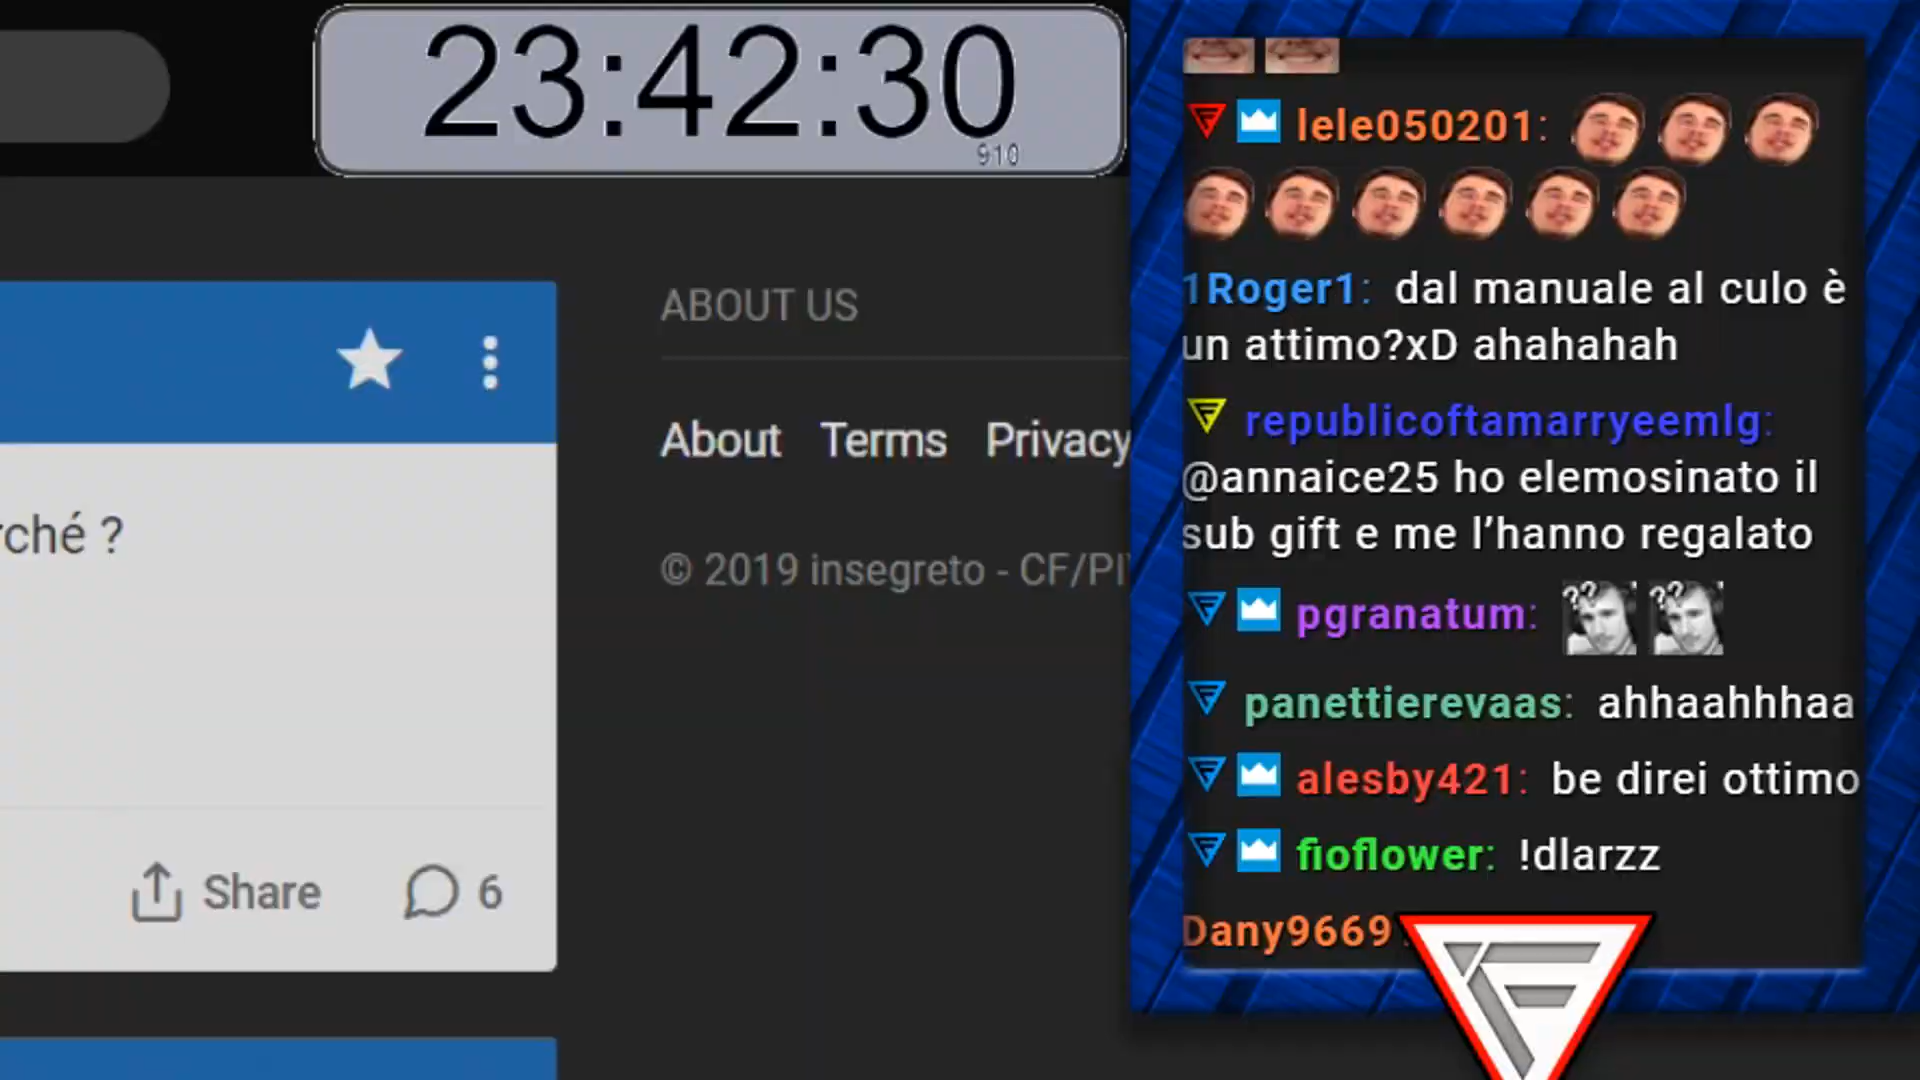 23:42:30
910
ABOUT US
About Terms Privacy
© 2019 insegreto - CF/PI
rché ?
Share 6
lele050201:
1Roger1: dal manuale al culo è
un attimo?xD ahahahah
republicoftamarryeemlg:
@annaice25 ho elemosinato il
sub gift e me l’hanno regalato
pgranatum:
panettierevaas: ahhaahhhaa
alesby421: be direi ottimo
fioflower: !dlarzz
Dany9669